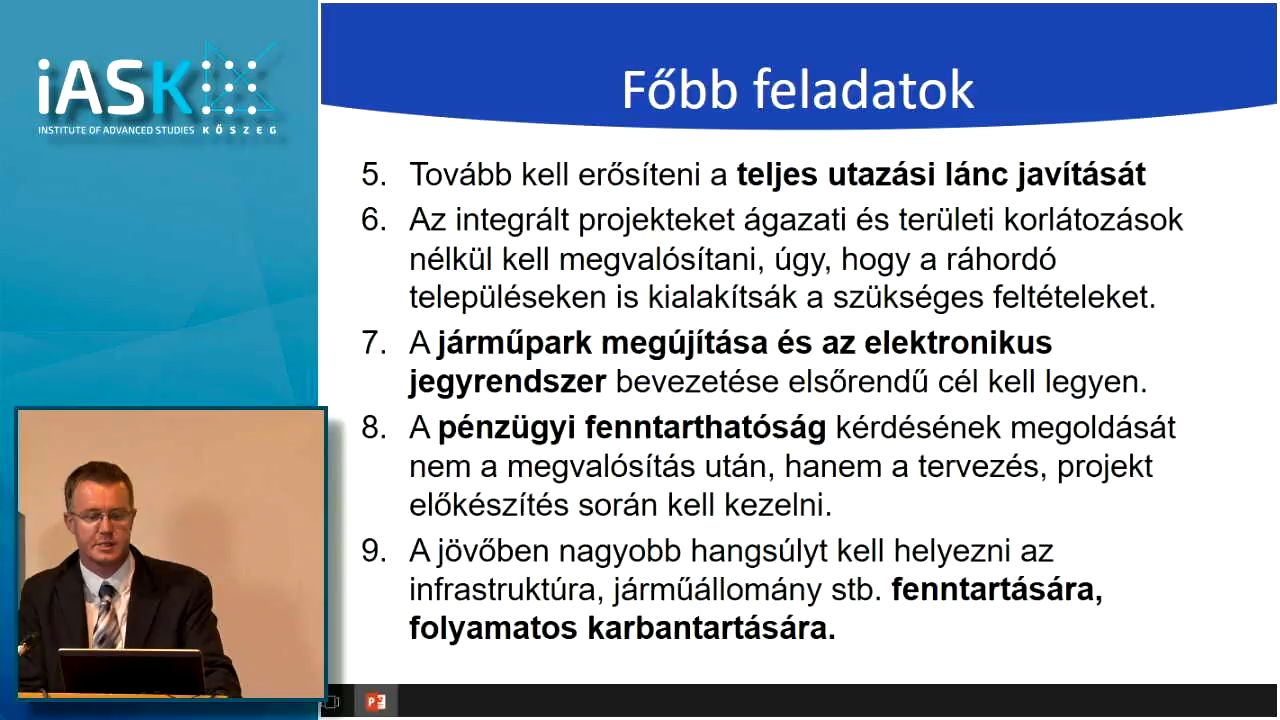 iASK
INSTITUTE OF ADVANCED STUDIES KŐSZEG
Főbb feladatok
5. Tovább kell erősíteni a teljes utazási lánc javítását
6. Az integrált projekteket ágazati és területi korlátozások
nélkül kell megvalósítani, úgy, hogy a ráhordó
településeken is kialakítsák a szükséges feltételeket.
7. A járműpark megújítása és az elektronikus
jegyrendszer bevezetése elsőrendű cél kell legyen.
8. A pénzügyi fenntarthatóság kérdésének megoldását
nem a megvalósítás után, hanem a tervezés, projekt
előkészítés során kell kezelni.
9. A jövőben nagyobb hangsúlyt kell helyezni az
infrastruktúra, járműállomány stb. fenntartására,
folyamatos karbantartására.
P